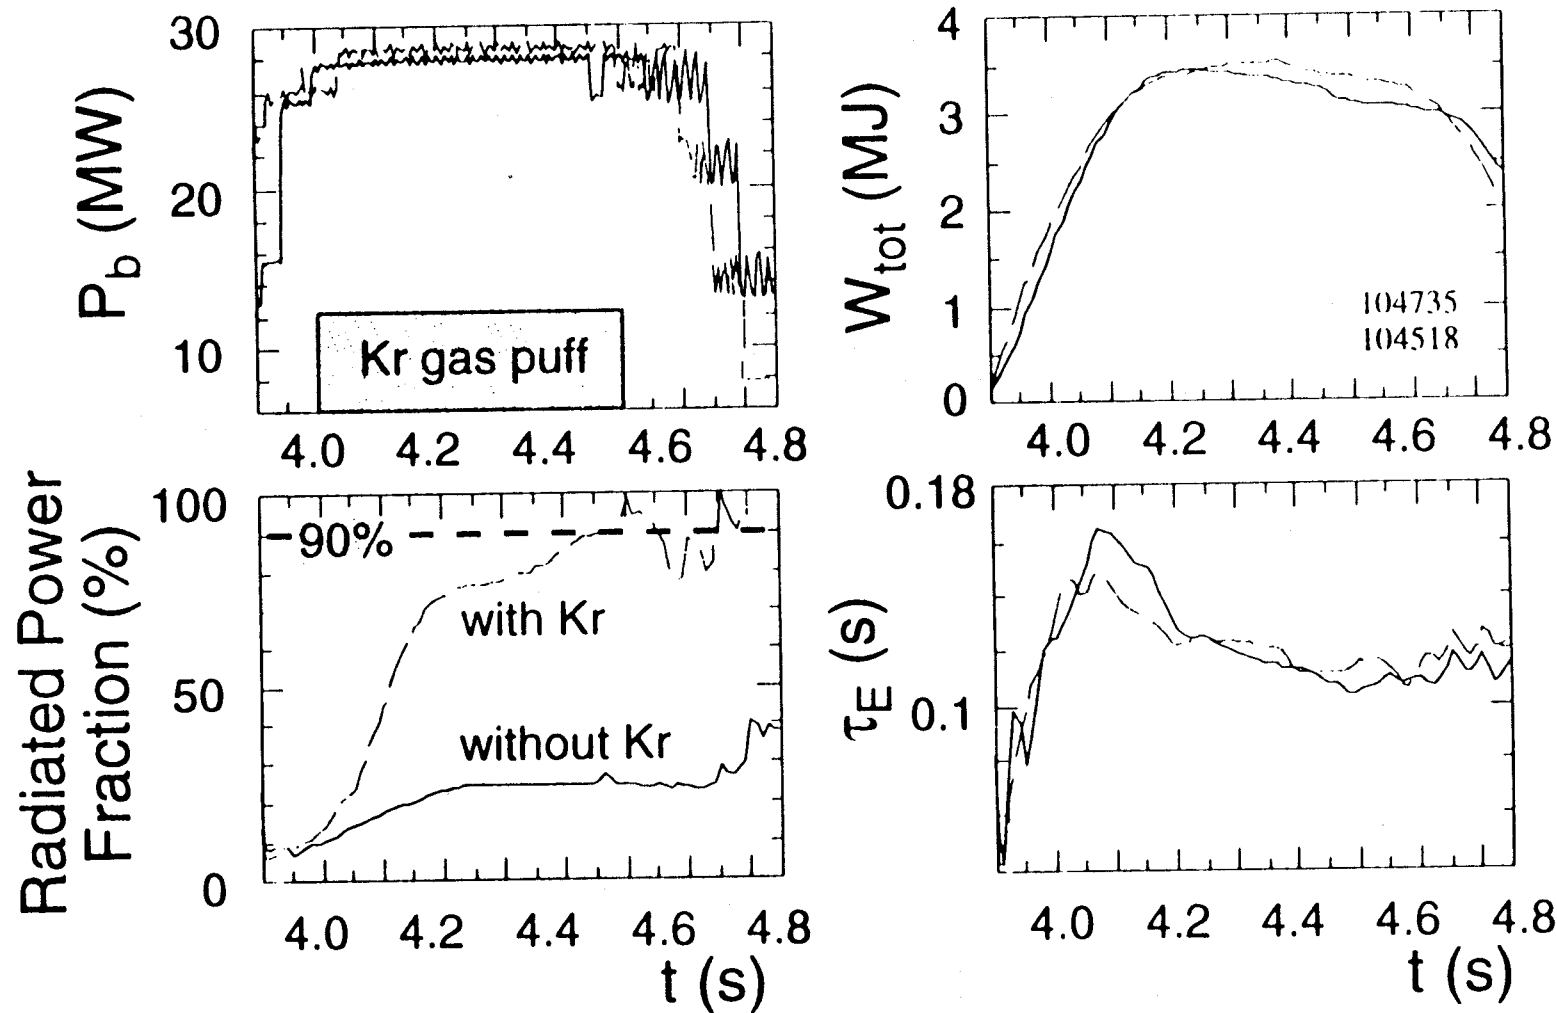 30
20
10
P_b (MW)
Kr gas puff
4.0 4.2 4.4 4.6 4.8
4
3
2
1
0
W_tot (MJ)
104735
104518
4.0 4.2 4.4 4.6 4.8
100
50
0
Radiated Power
Fraction (%)
90%
with Kr
without Kr
4.0 4.2 4.4 4.6 4.8
t (s)
0.18
0.1
τ_E (s)
4.0 4.2 4.4 4.6 4.8
t (s)